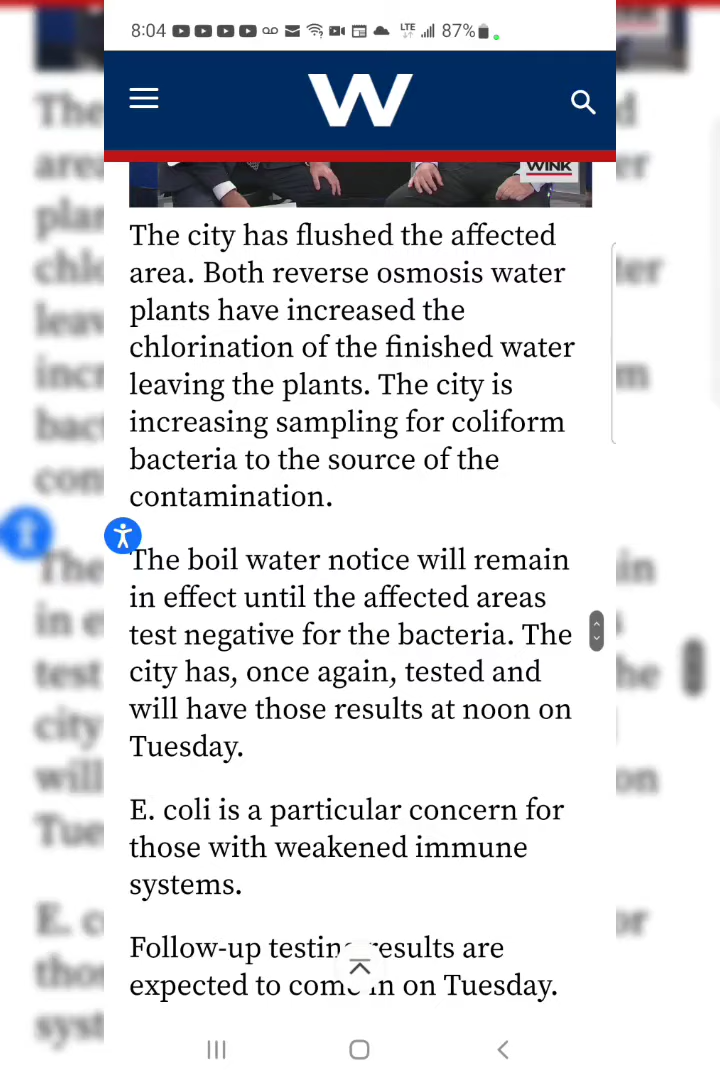 8:04 LTE 87%
W
WINK
The city has flushed the affected
area. Both reverse osmosis water
plants have increased the
chlorination of the finished water
leaving the plants. The city is
increasing sampling for coliform
bacteria to the source of the
contamination.
The boil water notice will remain
in effect until the affected areas
test negative for the bacteria. The
city has, once again, tested and
will have those results at noon on
Tuesday.
E. coli is a particular concern for
those with weakened immune
systems.
Follow-up testing results are
expected to come in on Tuesday.